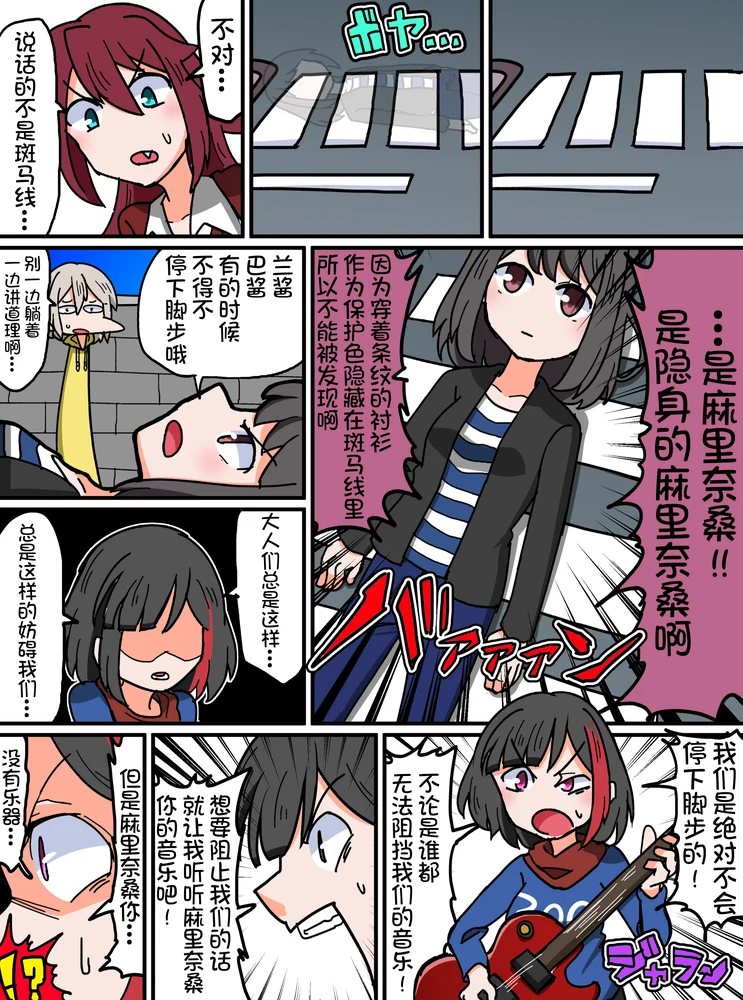 ボヤ…
不对…
说话的不是斑马线…
…是麻里奈桑!!
是隐身的麻里奈桑啊
因为穿着条纹的衬衫
作为保护色隐藏在斑马线里
所以不能被发现啊
バァァァァン
兰酱
巴酱
有的时候
不得不
停下脚步哦
别一边躺着
一边讲道理啊…
大人们总是这样…
总是这样的妨碍我们…
我们是绝对不会
停下脚步的!
不论是谁都
无法阻挡我们的音乐!
ジャラン
想要阻止我们的话
就让我听听麻里奈桑
你的音乐吧!
但是麻里奈桑你…
没有乐器…
!?